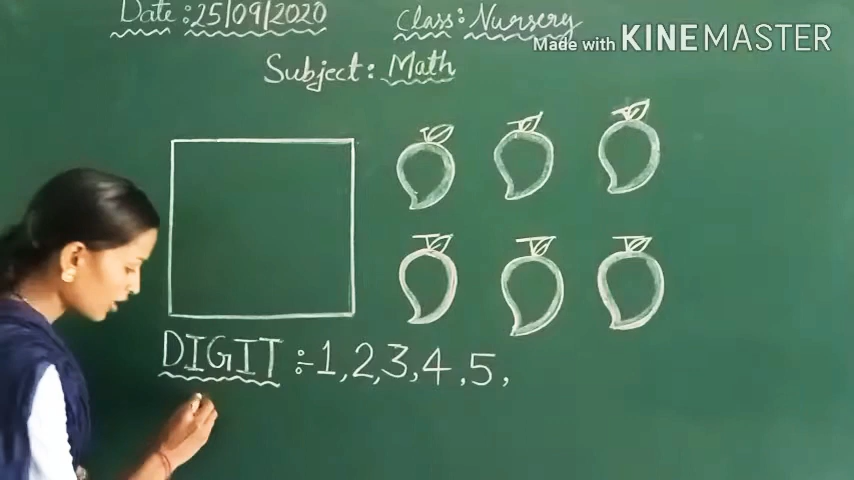 Date : 25/09/2020
Class : Nursery
Made with KINEMASTER
Subject : Math
DIGIT :- 1, 2, 3, 4, 5,